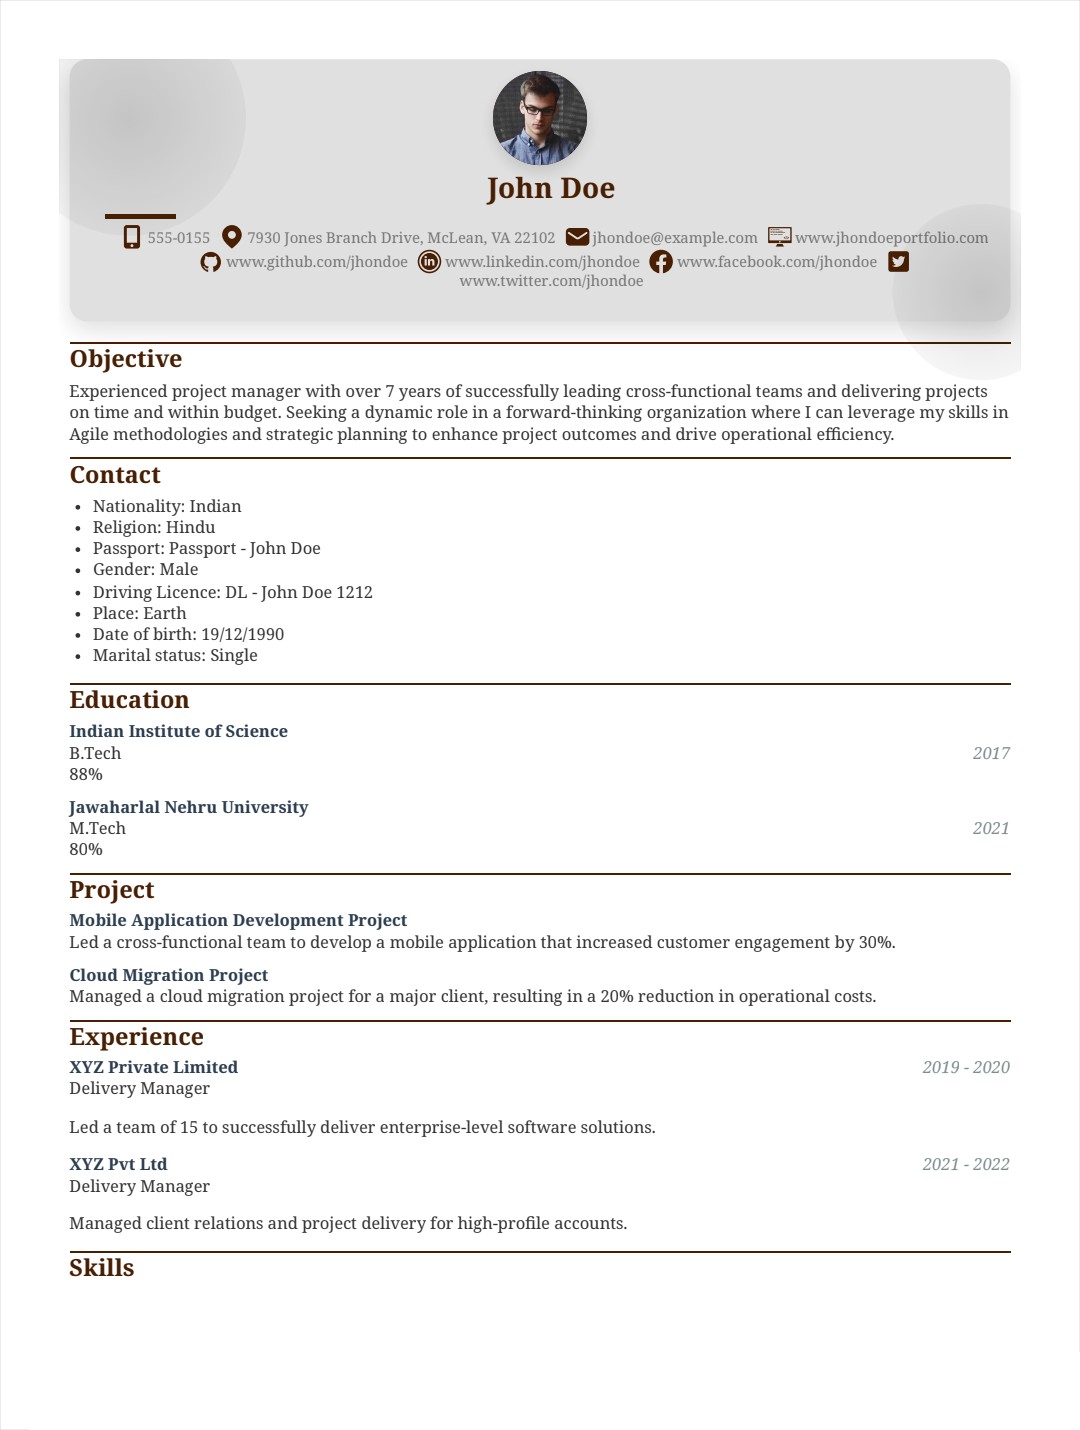 John Doe
555-0155 7930 Jones Branch Drive, McLean, VA 22102 jhondoe@example.com www.jhondoeportfolio.com
www.github.com/jhondoe www.linkedin.com/jhondoe www.facebook.com/jhondoe
www.twitter.com/jhondoe
Objective
Experienced project manager with over 7 years of successfully leading cross-functional teams and delivering projects
on time and within budget. Seeking a dynamic role in a forward-thinking organization where I can leverage my skills in
Agile methodologies and strategic planning to enhance project outcomes and drive operational efficiency.
Contact
• Nationality: Indian
• Religion: Hindu
• Passport: Passport - John Doe
• Gender: Male
• Driving Licence: DL - John Doe 1212
• Place: Earth
• Date of birth: 19/12/1990
• Marital status: Single
Education
Indian Institute of Science
B.Tech 2017
88%
Jawaharlal Nehru University
M.Tech 2021
80%
Project
Mobile Application Development Project
Led a cross-functional team to develop a mobile application that increased customer engagement by 30%.
Cloud Migration Project
Managed a cloud migration project for a major client, resulting in a 20% reduction in operational costs.
Experience
XYZ Private Limited 2019 - 2020
Delivery Manager
Led a team of 15 to successfully deliver enterprise-level software solutions.
XYZ Pvt Ltd 2021 - 2022
Delivery Manager
Managed client relations and project delivery for high-profile accounts.
Skills